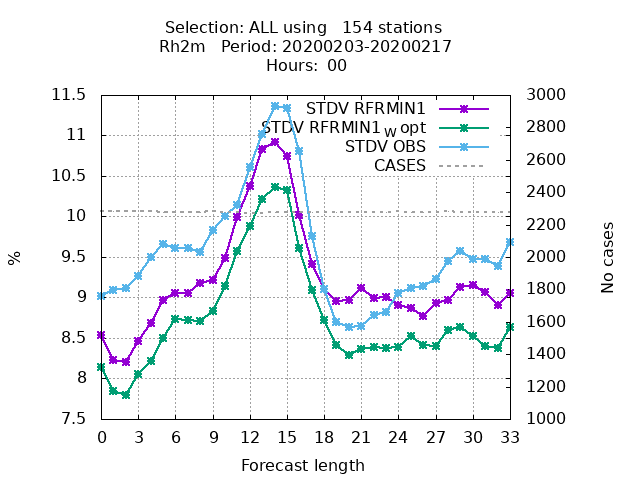 Selection: ALL using   154 stations
Rh2m   Period: 20200203-20200217
Hours:  00
11.5
11
10.5
10
9.5
9
8.5
8
7.5
%
STDV RFRMIN1
STDV RFRMIN1w opt
STDV OBS
CASES
3000
2800
2600
2400
2200
2000
1800
1600
1400
1200
1000
No cases
0 3 6 9 12 15 18 21 24 27 30 33
Forecast length